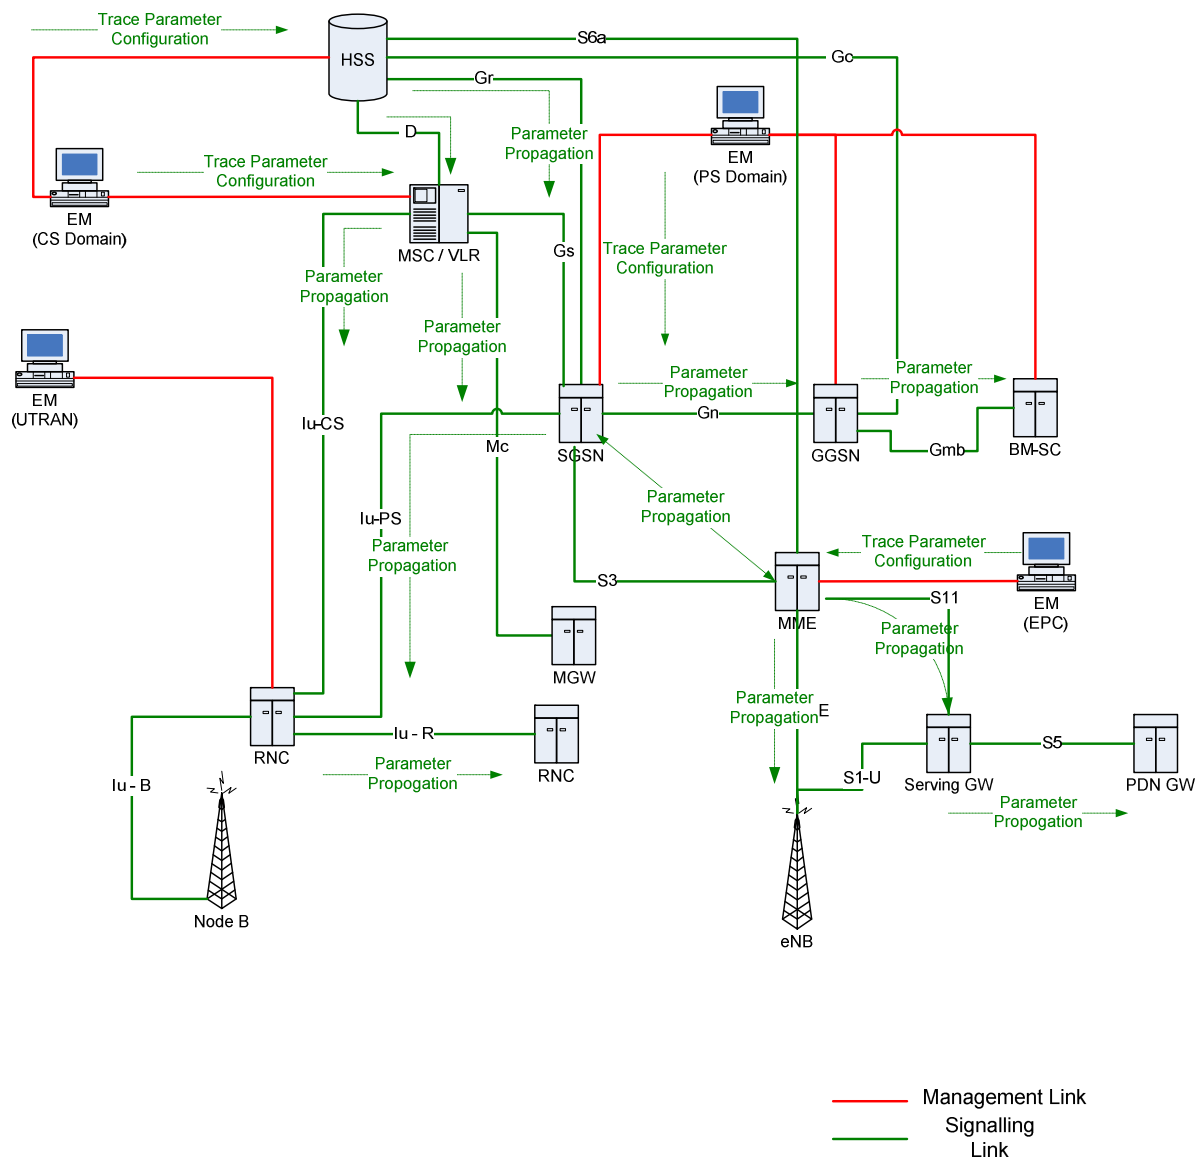 Trace Parameter
Configuration
HSS
S6a
Gc
Gr
D
Parameter
Propagation
EM
(PS Domain)
Trace Parameter
Configuration
EM
(CS Domain)
MSC / VLR
Gs
Trace Parameter
Configuration
Parameter
Propagation
Parameter
Propagation
EM
(UTRAN)
Parameter
Propagation
Parameter
Propagation
Iu-CS
Mc
SGSN
Gn
GGSN
Gmb
BM-SC
Iu-PS
Parameter
Propagation
Parameter
Propagation
Trace Parameter
Configuration
S3
MME
S11
EM
(EPC)
Parameter
Propagation
MGW
Parameter
Propagation
E
RNC
Iu - R
RNC
Parameter
Propogation
Iu - B
S1-U
Serving GW
S5
PDN GW
Parameter
Propogation
Node B
eNB
Management Link
Signalling
Link